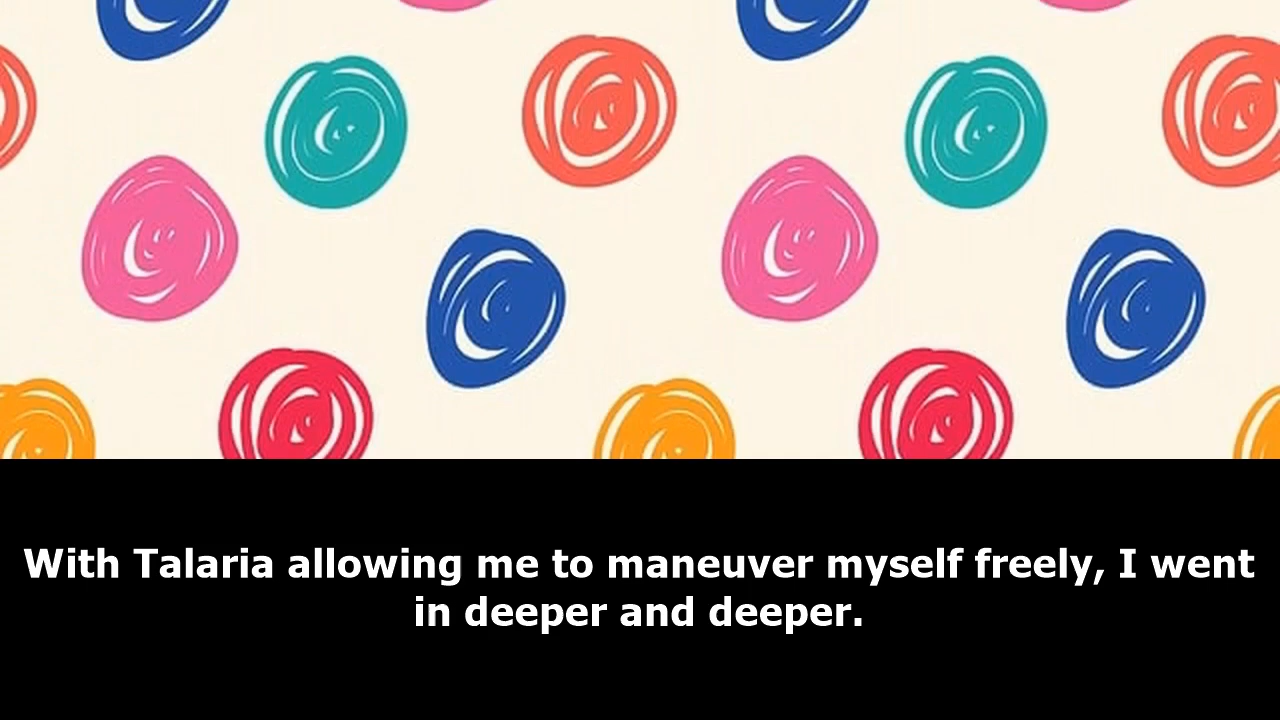 With Talaria allowing me to maneuver myself freely, I went
in deeper and deeper.